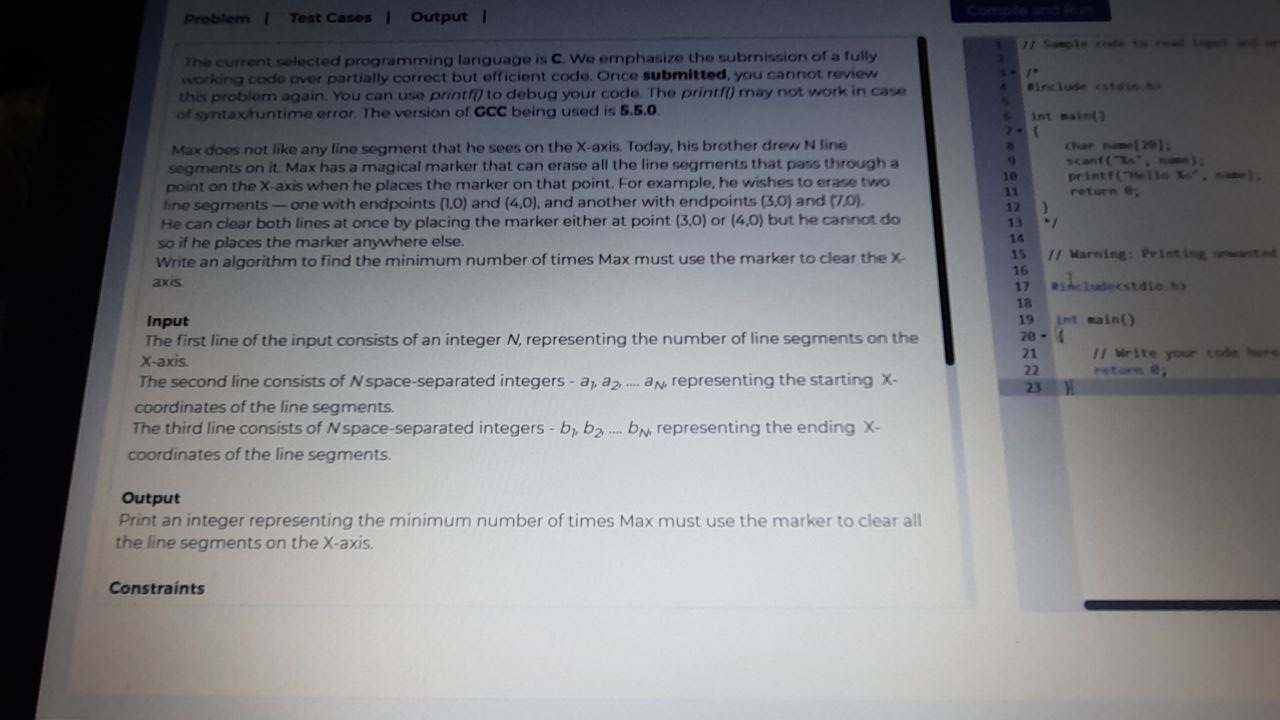 Problem | Test Cases | Output |
Compile and Run
The current selected programming language is C. We emphasize the submission of a fully
working code over partially correct but efficient code. Once submitted, you cannot review
this problem again. You can use printf() to debug your code. The printf() may not work in case
of syntax/runtime error. The version of GCC being used is 5.5.0.
Max does not like any line segment that he sees on the X-axis. Today, his brother drew N line
segments on it. Max has a magical marker that can erase all the line segments that pass through a
point on the X-axis when he places the marker on that point. For example, he wishes to erase two
line segments — one with endpoints (1,0) and (4,0), and another with endpoints (3,0) and (7,0).
He can clear both lines at once by placing the marker either at point (3,0) or (4,0) but he cannot do
so if he places the marker anywhere else.
Write an algorithm to find the minimum number of times Max must use the marker to clear the X-
axis.
Input
The first line of the input consists of an integer N, representing the number of line segments on the
X-axis.
The second line consists of N space-separated integers - a1, a2, .... aN, representing the starting X-
coordinates of the line segments.
The third line consists of N space-separated integers - b1, b2, .... bN, representing the ending X-
coordinates of the line segments.
Output
Print an integer representing the minimum number of times Max must use the marker to clear all
the line segments on the X-axis.
Constraints
1 // Sample code to read input and
2
3 /*
4 #include <stdio.h>
5
6 int main()
7 {
8 char name[20];
9 scanf("%s", name);
10 printf("Hello %s", name);
11 return 0;
12 }
13 */
14
15 // Warning: Printing unwanted
16
17 #include<stdio.h>
18
19 int main()
20 {
21 // Write your code here
22 return 0;
23 }